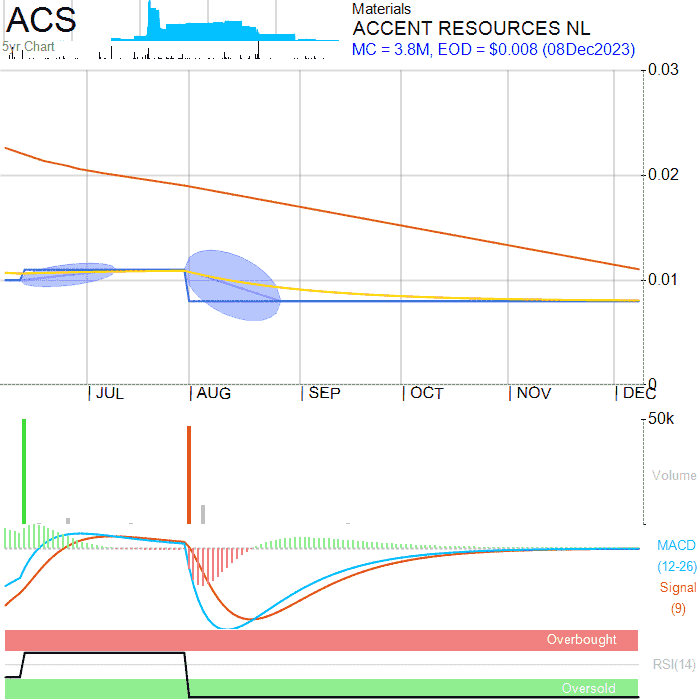 ACS
Materials
ACCENT RESOURCES NL
5yr Chart
MC = 3.8M, EOD = $0.008 (08Dec2023)
0.03
0.02
0.01
0
JUL AUG SEP OCT NOV DEC
50k
Volume
MACD
(12-26)
Signal
(9)
Overbought
RSI(14)
Oversold